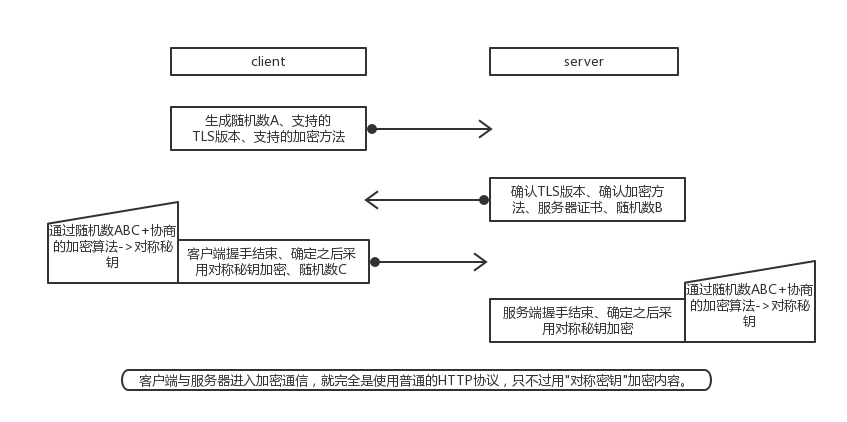 client
server
生成随机数A、支持的
TLS版本、支持的加密方法
确认TLS版本、确认加密方
法、服务器证书、随机数B
通过随机数ABC+协商
的加密算法->对称秘
钥
客户端握手结束、确定之后采
用对称秘钥加密、随机数C
通过随机数ABC+协商
的加密算法->对称秘
钥
服务端握手结束、确定之后采
用对称秘钥加密
客户端与服务器进入加密通信，就完全是使用普通的HTTP协议，只不过用"对称密钥"加密内容。